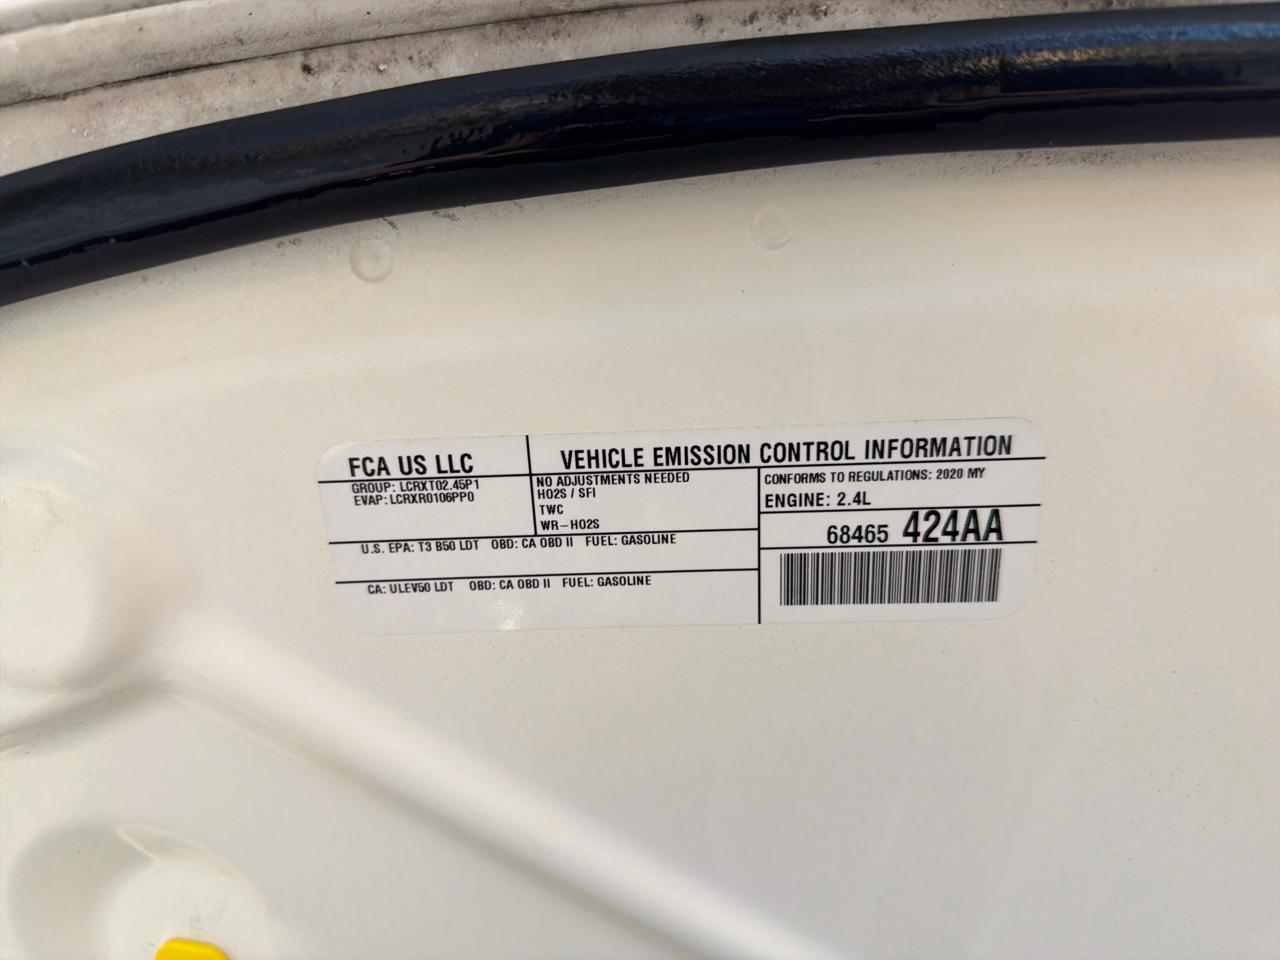 FCA US LLC
VEHICLE EMISSION CONTROL INFORMATION
GROUP: LCRXT02.45P1
EVAP: LCRXR0106PP0
NO ADJUSTMENTS NEEDED
HO2S / SFI
TWC
WR-HO2S
CONFORMS TO REGULATIONS: 2020 MY
ENGINE: 2.4L
68465 424AA
U.S. EPA: T3 B50 LDT OBD: CA OBD II FUEL: GASOLINE
CA: ULEV50 LDT OBD: CA OBD II FUEL: GASOLINE